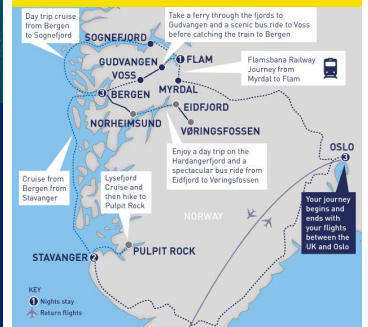 Day trip cruise
from Bergen
to Sognefjord
Take a ferry through the fjords to
Gudvangen and a scenic bus ride to Voss
before catching the train to Bergen
SOGNEFJORD
GUDVANGEN
1 FLAM
VOSS
Flamsbana Railway
Journey from
Myrdal to Flam
3 BERGEN
MYRDAL
EIDFJORD
NORHEIMSUND
VØRINGSFOSSEN
OSLO
3
Enjoy a day trip on the
Hardangerfjord and a
spectacular bus ride from
Eidfjord to Vøringsfossen
Cruise from
Bergen from
Stavanger
Lysefjord
Cruise and
then hike to
Pulpit Rock
Your journey
begins and
ends with
your flights
between the
UK and Oslo
NORWAY
PULPIT ROCK
STAVANGER 2
KEY
1 Nights stay
Return flights